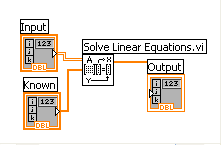 Input
Solve Linear Equations.vi
i
j
k
123
DBL
A
X
Y
Output
i
j
k
123
DBL
Known
i
j
k
123
DBL